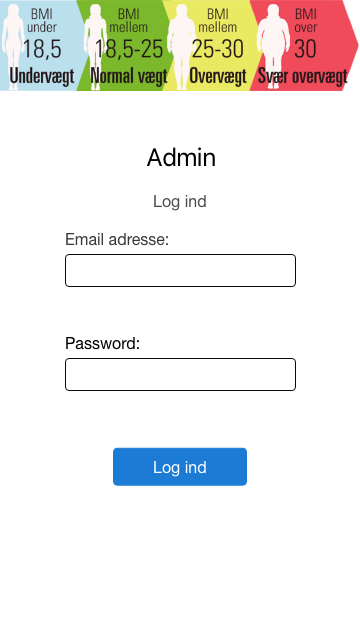 BMI
under
18,5
Undervægt
BMI
mellem
18,5-25
Normal vægt
BMI
mellem
25-30
Overvægt
BMI
over
30
Svær overvægt
Admin
Log ind
Email adresse:
Password:
Log ind